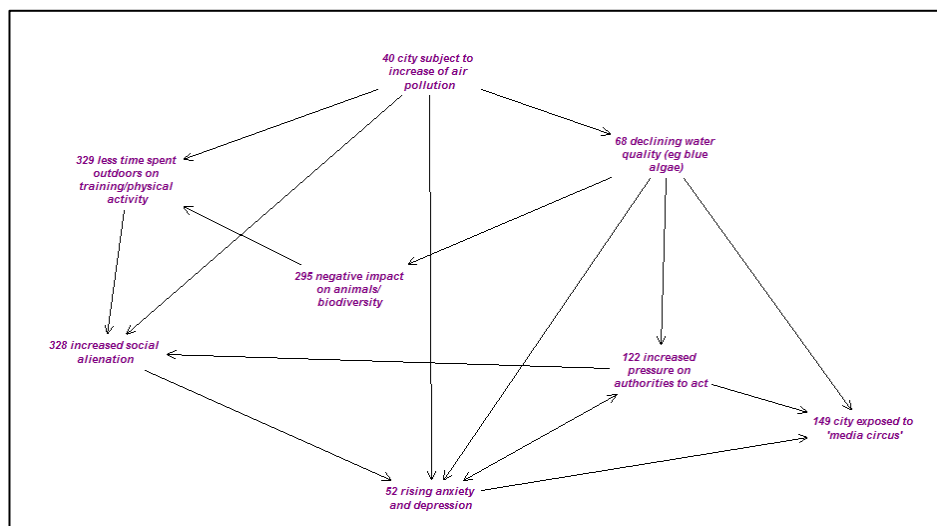 40 city subject to
increase of air
pollution
68 declining water
quality (eg blue
algae)
329 less time spent
outdoors on
training/physical
activity
295 negative impact
on animals/
biodiversity
328 increased social
alienation
122 increased
pressure on
authorities to act
149 city exposed to
'media circus'
52 rising anxiety
and depression